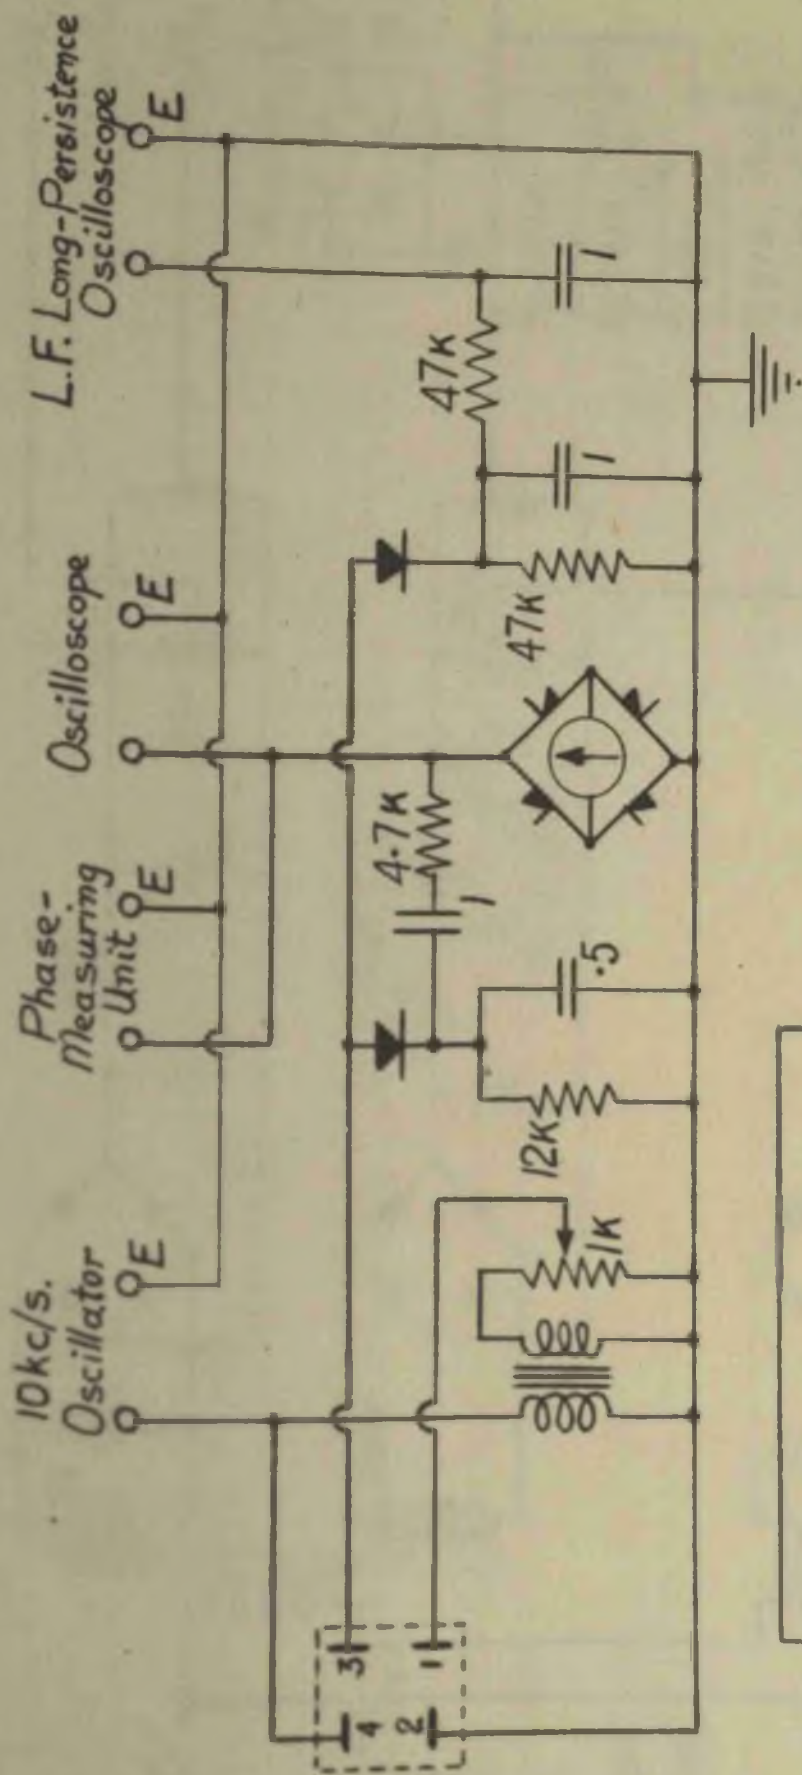 10kc/s.
Oscillator
E
Phase-
Measuring
Unit
E
Oscilloscope
E
L.F. Long-Persistence
Oscilloscope
E
4
3
2
1
1K
12K
.5
1
4.7K
47K
47K
1
1